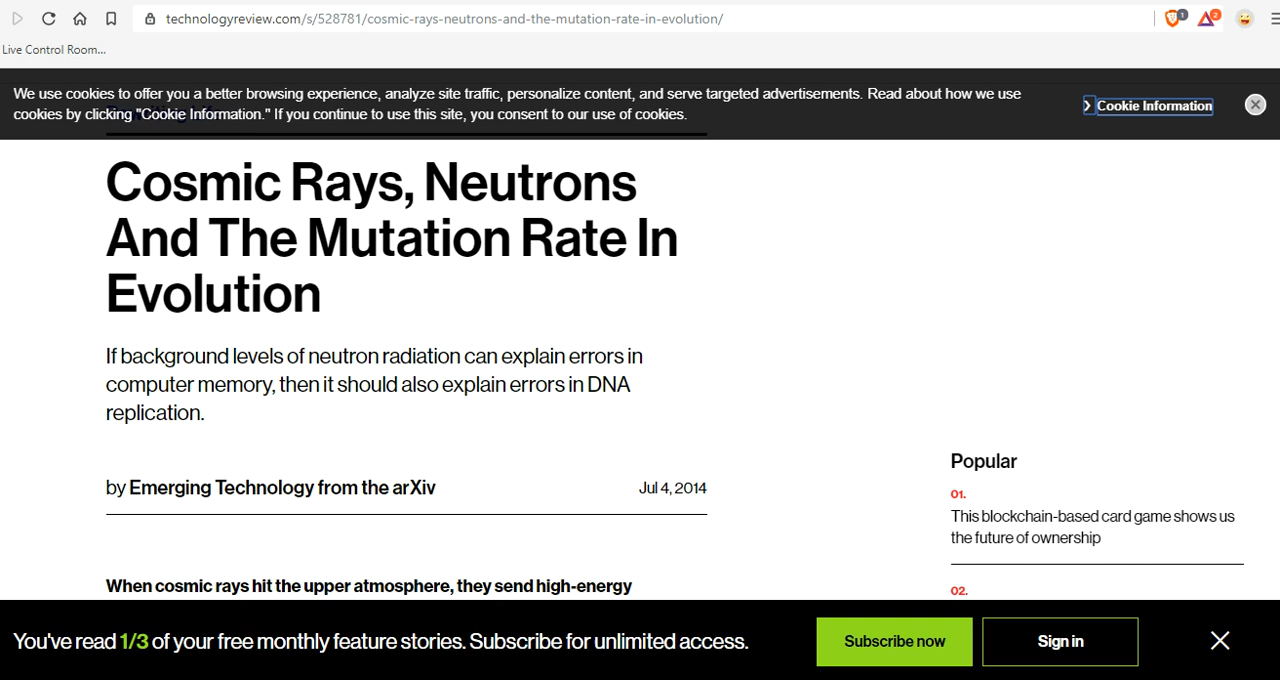 technologyreview.com/s/528781/cosmic-rays-neutrons-and-the-mutation-rate-in-evolution/
1
2
Live Control Room...
We use cookies to offer you a better browsing experience, analyze site traffic, personalize content, and serve targeted advertisements. Read about how we use
cookies by clicking "Cookie Information." If you continue to use this site, you consent to our use of cookies.
Cookie Information
Cosmic Rays, Neutrons
And The Mutation Rate In
Evolution
If background levels of neutron radiation can explain errors in
computer memory, then it should also explain errors in DNA
replication.
by Emerging Technology from the arXiv
Jul 4, 2014
When cosmic rays hit the upper atmosphere, they send high-energy
Popular
01.
This blockchain-based card game shows us
the future of ownership
02.
You've read 1/3 of your free monthly feature stories. Subscribe for unlimited access.
Subscribe now
Sign in